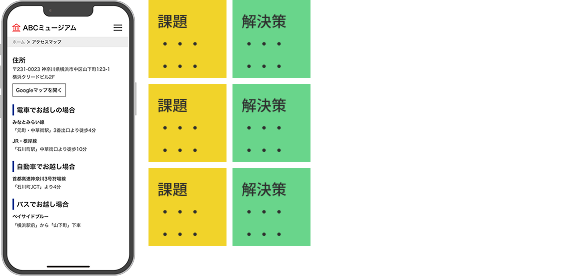 ABCミュージアム
ホーム > アクセスマップ
住所
〒231-0023 神奈川県横浜市中区山下町123-1
横浜クリードビル2F
Googleマップを開く
電車でお越しの場合
みなとみらい線
「元町・中華街駅」3番出口より徒歩4分
JR・根岸線
「石川町駅」中華街口より徒歩10分
自動車でお越し場合
首都高速神奈川3号狩場線
「石川町JCT」より4分
バスでお越し場合
ベイサイドブルー
「横浜駅前」から「山下町」下車
課題
・・・
・・・
解決策
・・・
・・・
課題
・・・
・・・
解決策
・・・
・・・
課題
・・・
・・・
解決策
・・・
・・・